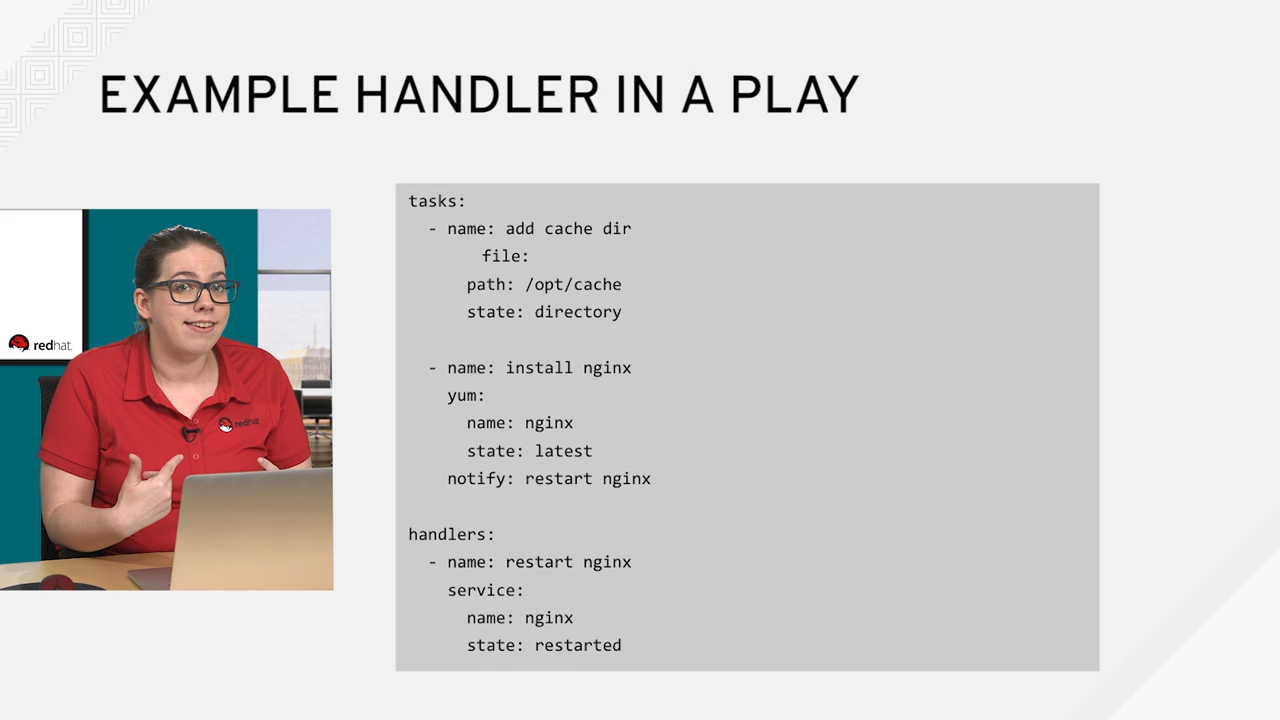 EXAMPLE HANDLER IN A PLAY
redhat.
redhat
tasks:
- name: add cache dir
file:
path: /opt/cache
state: directory
- name: install nginx
yum:
name: nginx
state: latest
notify: restart nginx
handlers:
- name: restart nginx
service:
name: nginx
state: restarted